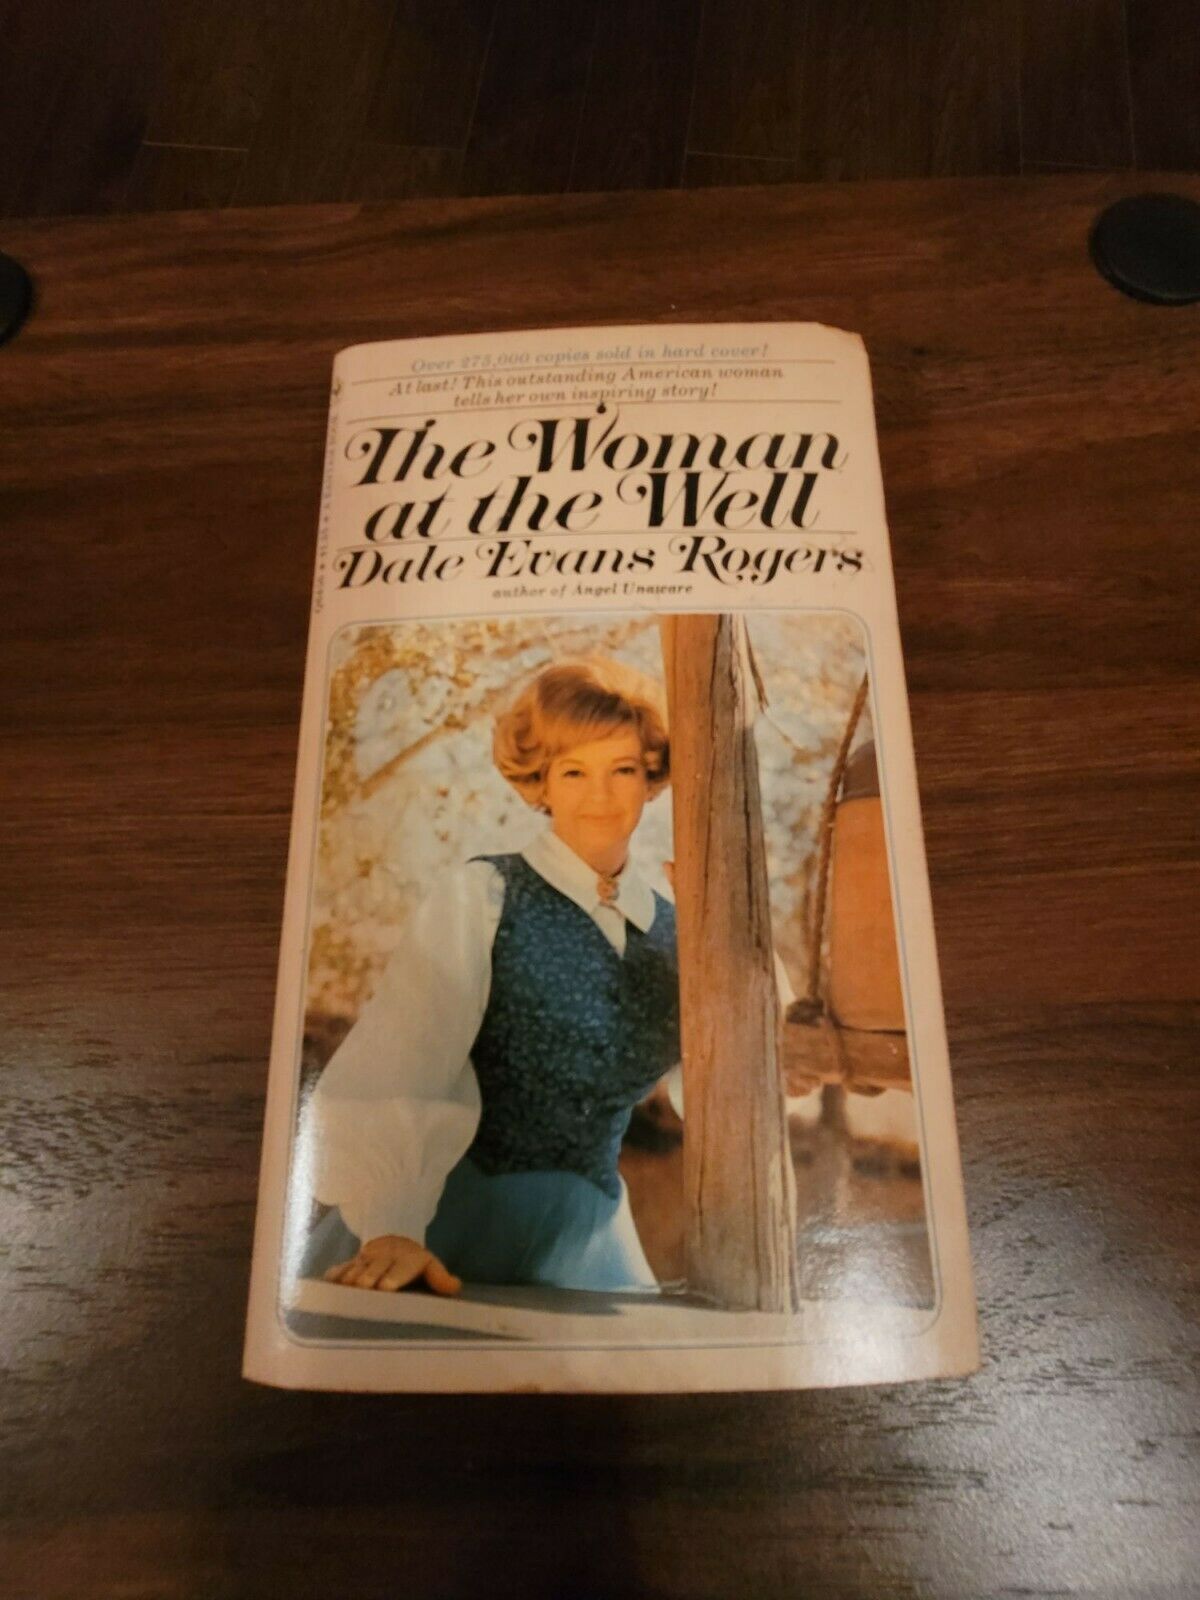 Over 275,000 copies sold in hard cover!
At last! This outstanding American woman
tells her own inspiring story!
The Woman
at the Well
Dale Evans Rogers
author of Angel Unaware